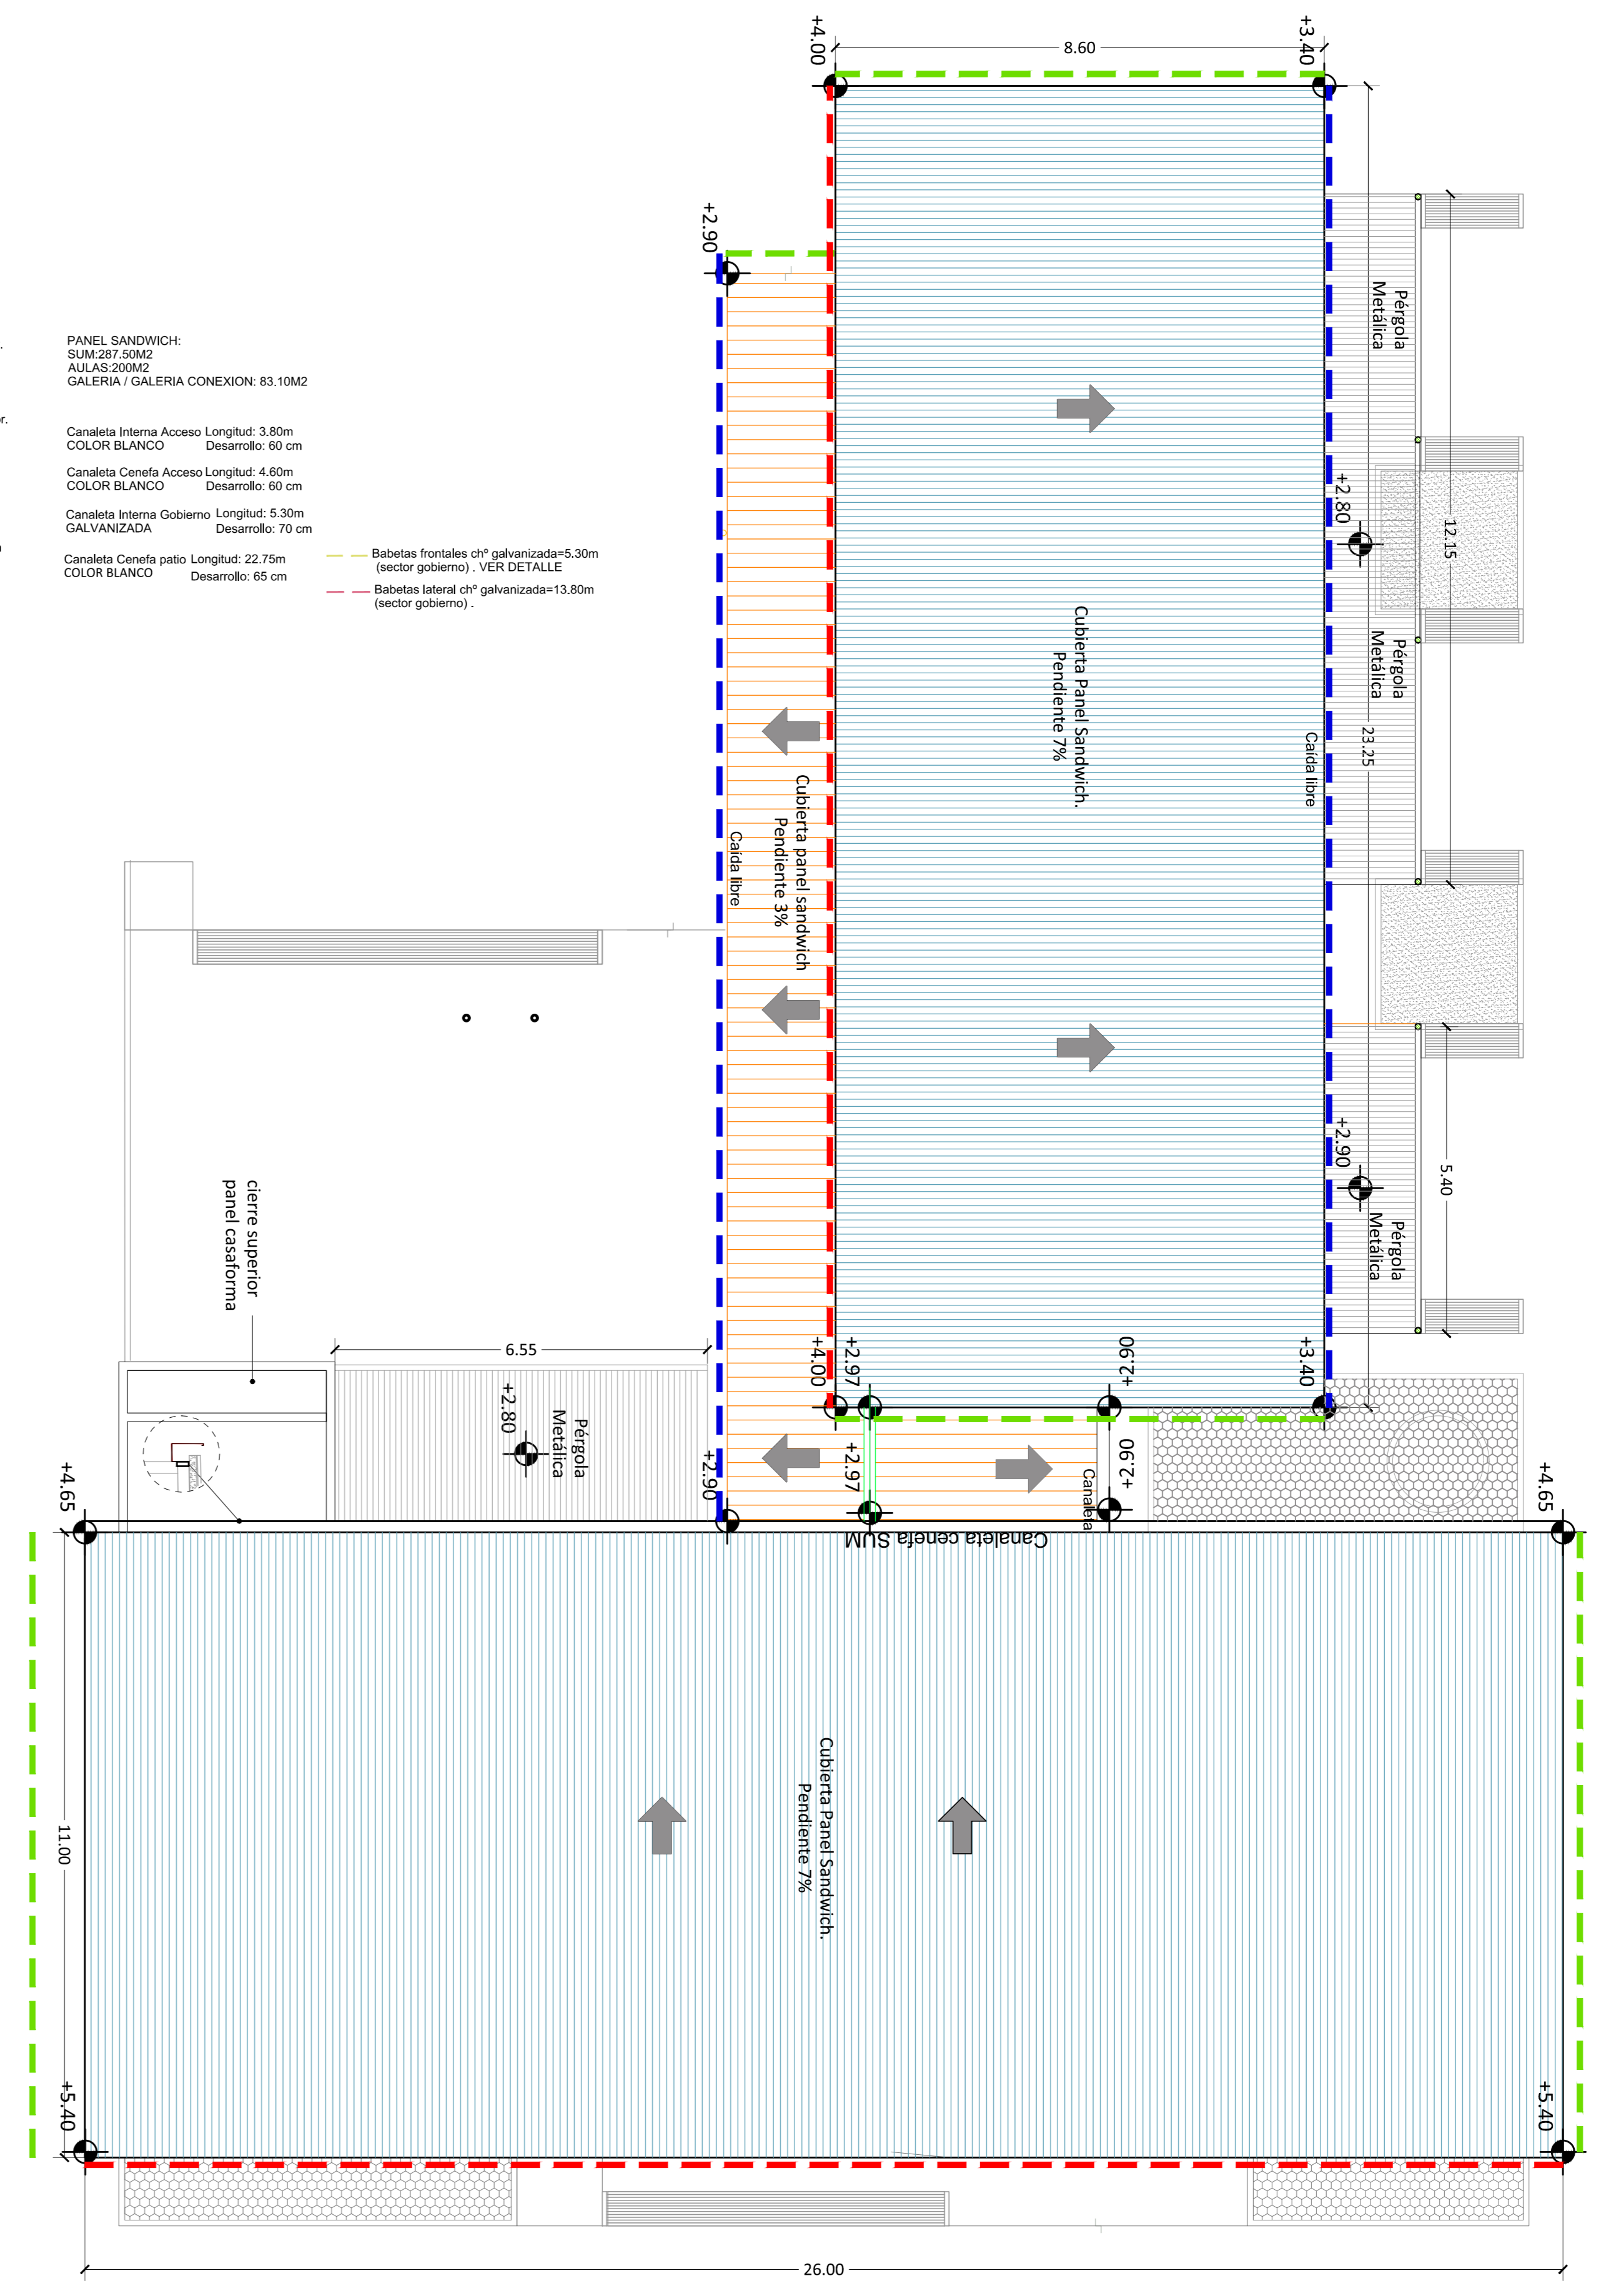 +4.00
8.60
+3.40
+2.90
PANEL SANDWICH:
SUM:287.50M2
AULAS:200M2
GALERIA / GALERIA CONEXION: 83.10M2
r.
Canaleta Interna Acceso Longitud: 3.80m
COLOR BLANCO Desarrollo: 60 cm
Canaleta Cenefa Acceso Longitud: 4.60m
COLOR BLANCO Desarrollo: 60 cm
Canaleta Interna Gobierno Longitud: 5.30m
GALVANIZADA Desarrollo: 70 cm
Canaleta Cenefa patio Longitud: 22.75m
COLOR BLANCO Desarrollo: 65 cm
Babetas frontales chº galvanizada=5.30m
(sector gobierno) . VER DETALLE
Babetas lateral chº galvanizada=13.80m
(sector gobierno) .
Pérgola
Metálica
+2.80
12.15
Pérgola
Metálica
23.25
Caída libre
Cubierta Panel Sandwich.
Pendiente 7%
Cubierta panel sandwich
Pendiente 3%
Caída libre
+2.90
5.40
Pérgola
Metálica
cierre superior
panel casaforma
6.55
+4.00
+2.97
+2.90
+3.40
+2.80
Pérgola
Metálica
+2.90
+2.97
+2.90
Canaleta
Canaleta cenefa SUM
+4.65
+4.65
Cubierta Panel Sandwich.
Pendiente 7%
11.00
+5.40
+5.40
26.00